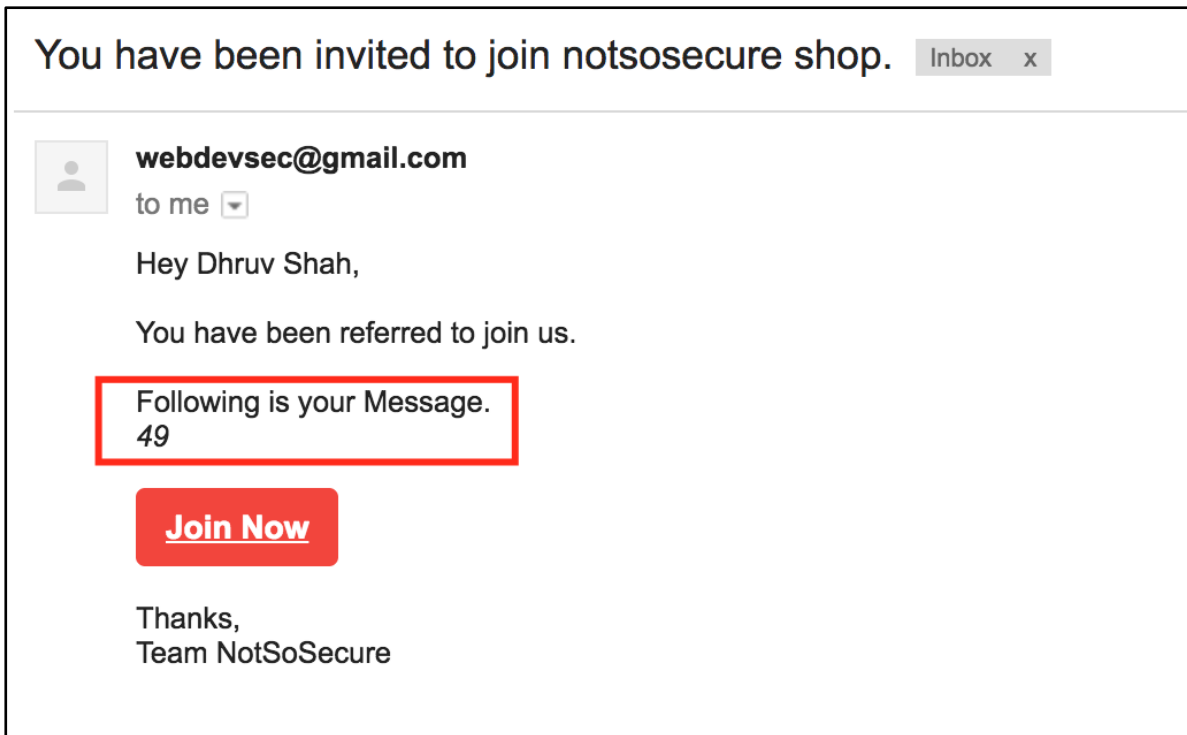 You have been invited to join notsosecure shop. Inbox x
webdevsec@gmail.com
to me
Hey Dhruv Shah,
You have been referred to join us.
Following is your Message.
49
Join Now
Thanks,
Team NotSoSecure